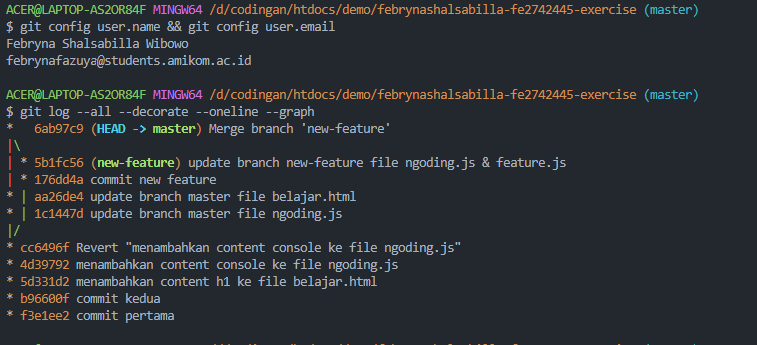 ACER@LAPTOP-AS2OR84F MINGW64 /d/codingan/htdocs/demo/febrynashalsabilla-fe2742445-exercise (master)
$ git config user.name && git config user.email
Febryna Shalsabilla Wibowo
febrynafazuya@students.amikom.ac.id
ACER@LAPTOP-AS2OR84F MINGW64 /d/codingan/htdocs/demo/febrynashalsabilla-fe2742445-exercise (master)
$ git log --all --decorate --oneline --graph
*   6ab97c9 (HEAD -> master) Merge branch 'new-feature'
|\
| * 5b1fc56 (new-feature) update branch new-feature file ngoding.js & feature.js
| * 176dd4a commit new feature
* | aa26de4 update branch master file belajar.html
* | 1c1447d update branch master file ngoding.js
|/
* cc6496f Revert "menambahkan content console ke file ngoding.js"
* 4d39792 menambahkan content console ke file ngoding.js
* 5d331d2 menambahkan content h1 ke file belajar.html
* b96600f commit kedua
* f3e1ee2 commit pertama